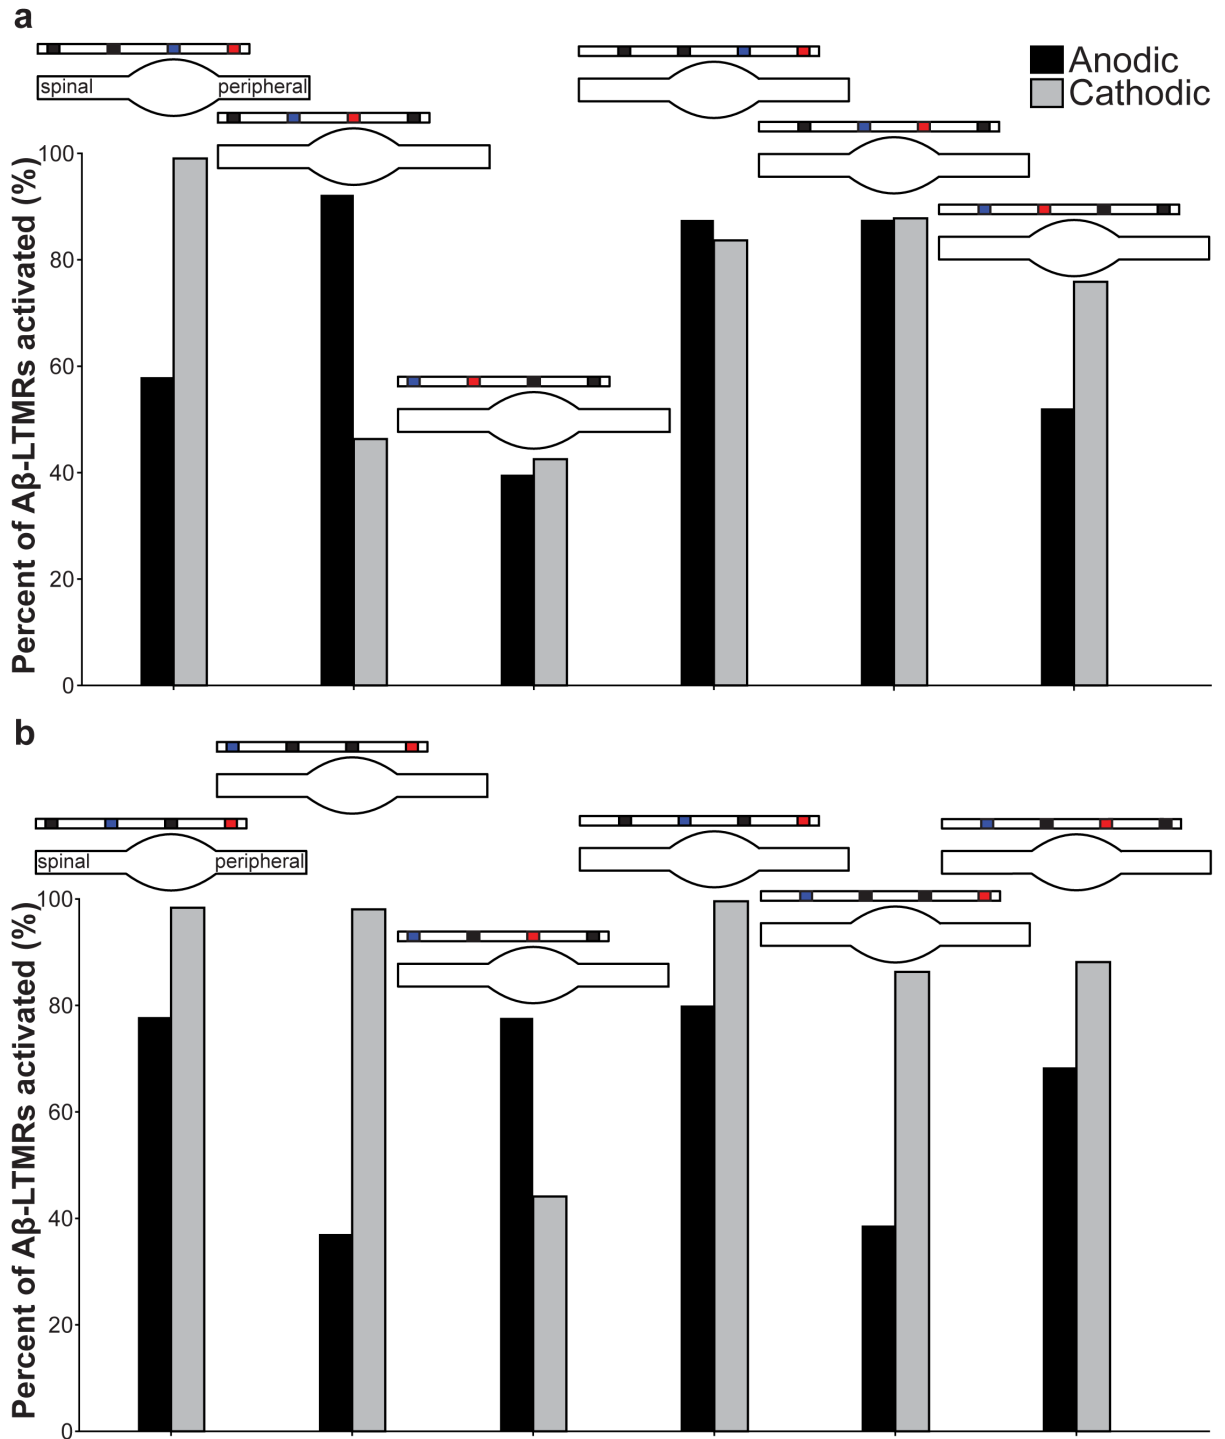 a
spinal peripheral
Anodic
Cathodic
Percent of Aβ-LTMRs activated (%)
100
80
60
40
20
0
b
spinal peripheral
Percent of Aβ-LTMRs activated (%)
100
80
60
40
20
0